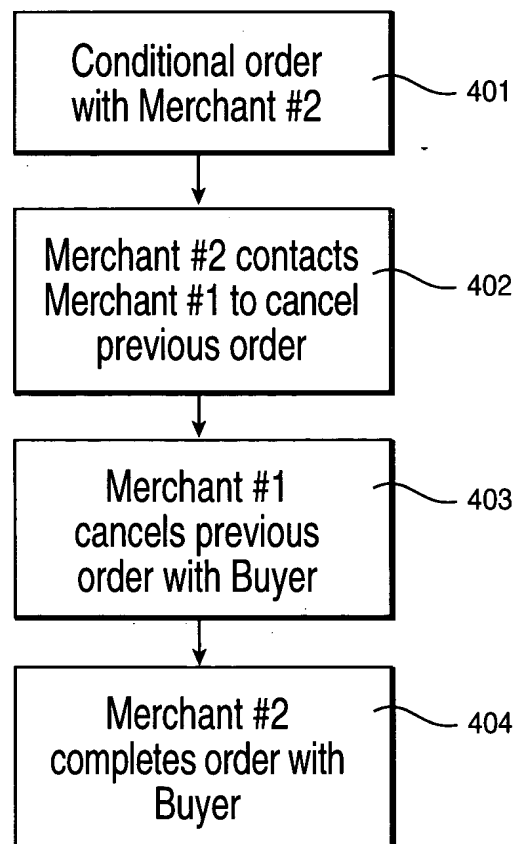 Conditional order
with Merchant #2
401
Merchant #2 contacts
Merchant #1 to cancel
previous order
402
Merchant #1
cancels previous
order with Buyer
403
Merchant #2
completes order with
Buyer
404